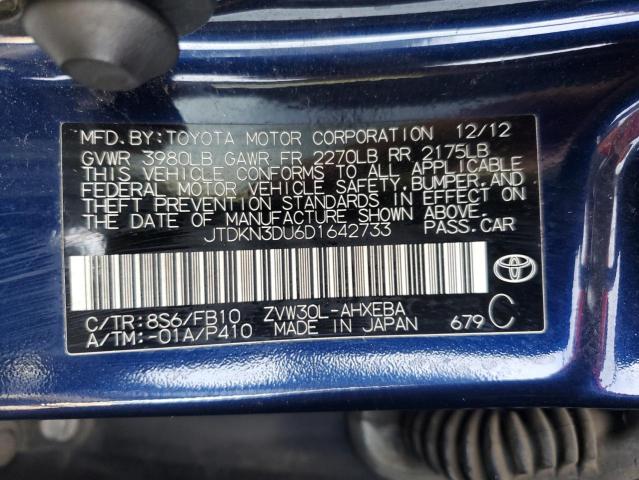 MFD.BY:TOYOTA MOTOR CORPORATION 12/12
GVWR 3980LB GAWR FR 2270LB RR 2175LB
THIS VEHICLE CONFORMS TO ALL APPLICABLE
FEDERAL MOTOR VEHICLE SAFETY,BUMPER,AND
THEFT PREVENTION STANDARDS IN EFFECT ON
THE DATE OF MANUFACTURE SHOWN ABOVE.
JTDKN3DU6D1642733 PASS.CAR
C/TR:8S6/FB10 ZVW30L-AHXEBA
A/TM:-01A/P410 MADE IN JAPAN 679 C